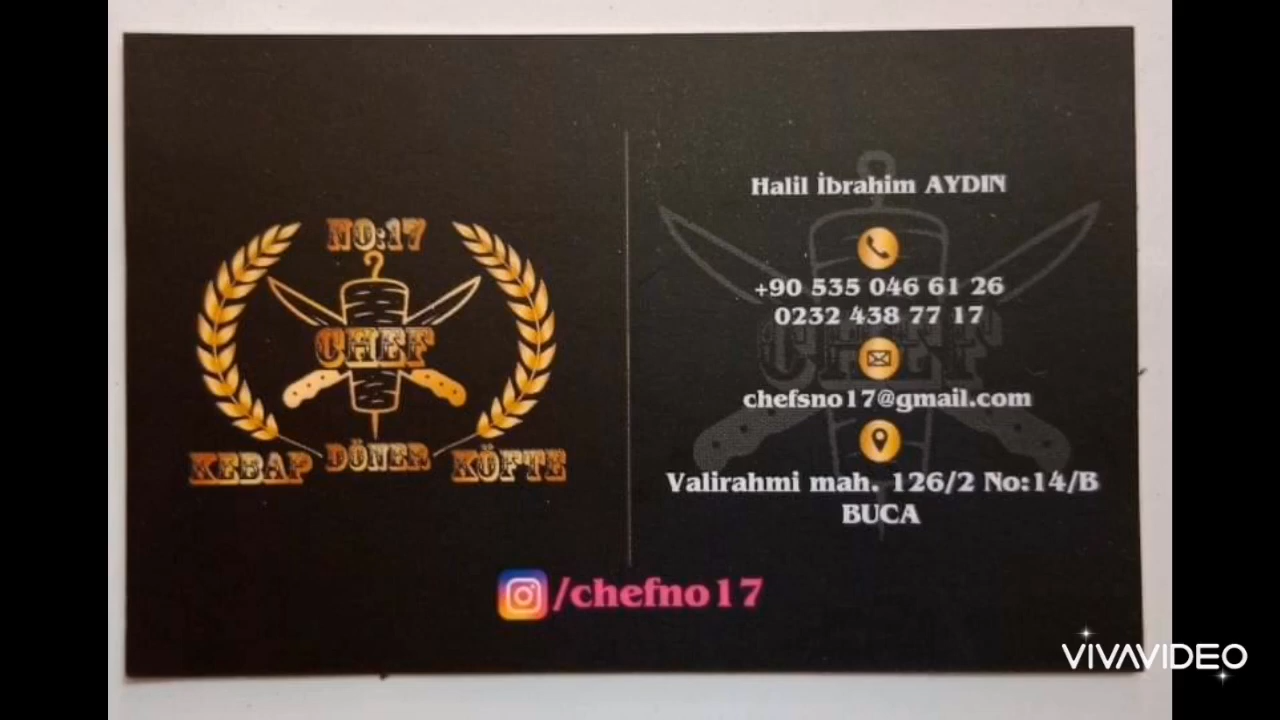 NO:17
CHEF
KEBAP DÖNER KÖFTE
Halil İbrahim AYDIN
+90 535 046 61 26
0232 438 77 17
chefsno17@gmail.com
Valirahmi mah. 126/2 No:14/B
BUCA
/chefno17
CHEF
VIVAVIDEO